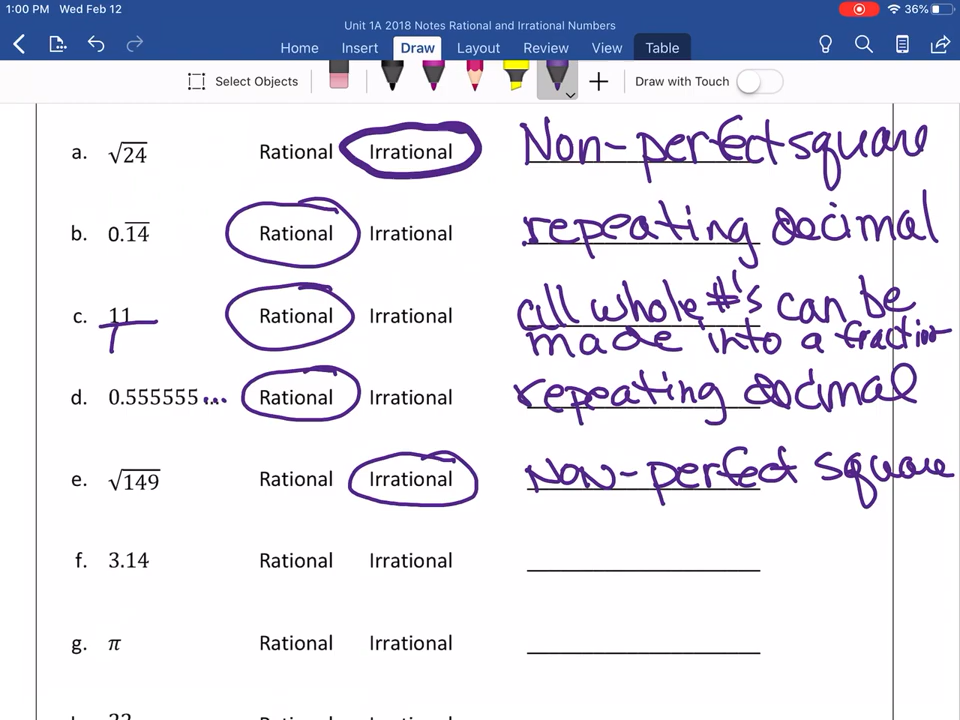 1:00 PM Wed Feb 12
36%
Unit 1A 2018 Notes Rational and Irrational Numbers
Home Insert Draw Layout Review View Table
Select Objects
Draw with Touch
a. √24 Rational Irrational Non-perfect square
b. 0.1̅4̅ Rational Irrational repeating decimal
c. 11 Rational Irrational all whole #'s can be
1 made into a fraction
d. 0.555555... Rational Irrational repeating decimal
e. √149 Rational Irrational Non-perfect square
f. 3.14 Rational Irrational
g. π Rational Irrational